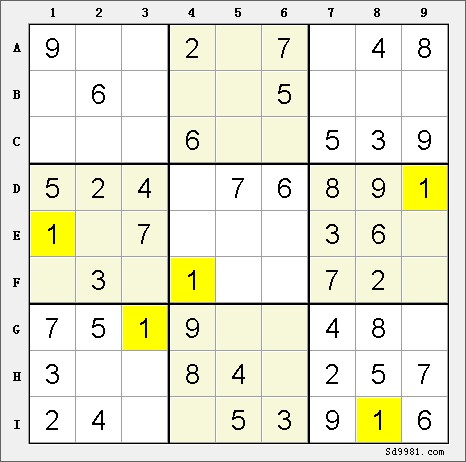 1 2 3 4 5 6 7 8 9
A 9 2 7 4 8
B 6 5
C 6 5 3 9
D 5 2 4 7 6 8 9 1
E 1 7 3 6
F 3 1 7 2
G 7 5 1 9 4 8
H 3 8 4 2 5 7
I 2 4 5 3 9 1 6
Sd9981.com